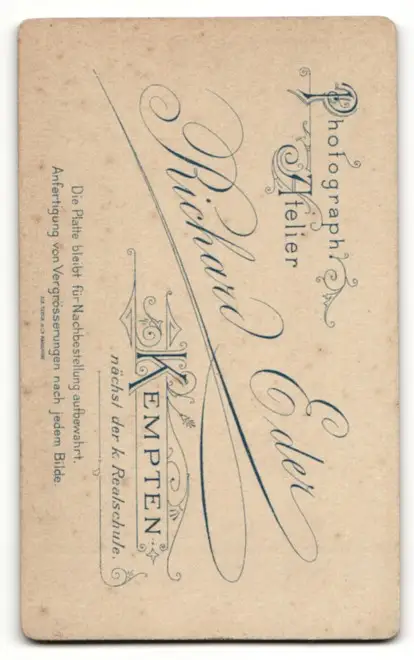 Photograph.
Atelier
Richard Eder
KEMPTEN
nächst der k. Realschule.
Die Platte bleibt für Nachbestellung aufbewahrt.
Anfertigung von Vergrösserungen nach jedem Bilde.